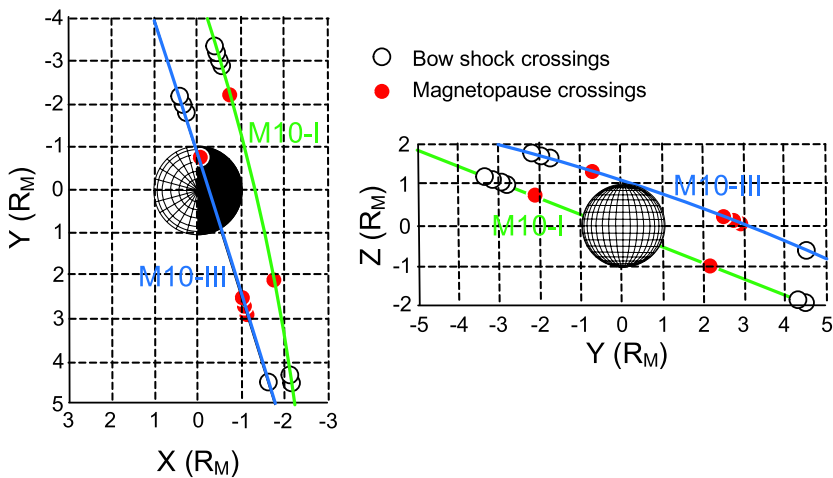 -4
-3
-2
-1
0
1
2
3
4
5
3 2 1 0 -1 -2 -3
Y (RM)
X (RM)
M10-I
M10-III
Bow shock crossings
Magnetopause crossings
2
1
0
-1
-2
-5 -4 -3 -2 -1 0 1 2 3 4 5
Z (RM)
Y (RM)
M10-III
M10-I